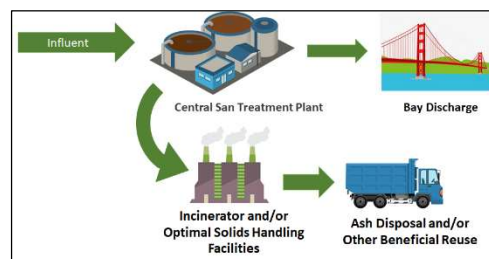 Influent
Central San Treatment Plant
Bay Discharge
Incinerator and/or
Optimal Solids Handling
Facilities
Ash Disposal and/or
Other Beneficial Reuse